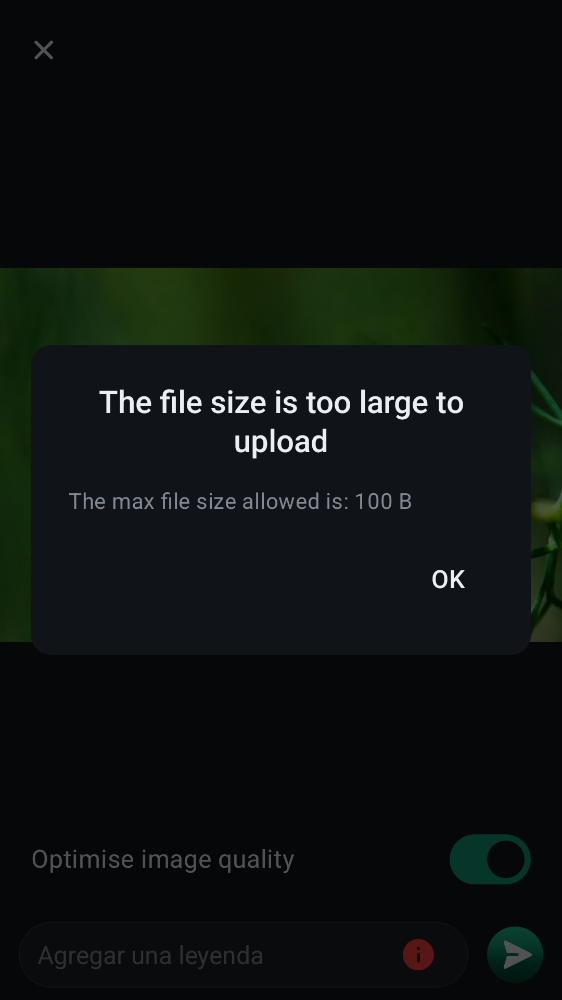 The file size is too large to
upload
The max file size allowed is: 100 B
OK
Optimise image quality
Agregar una leyenda